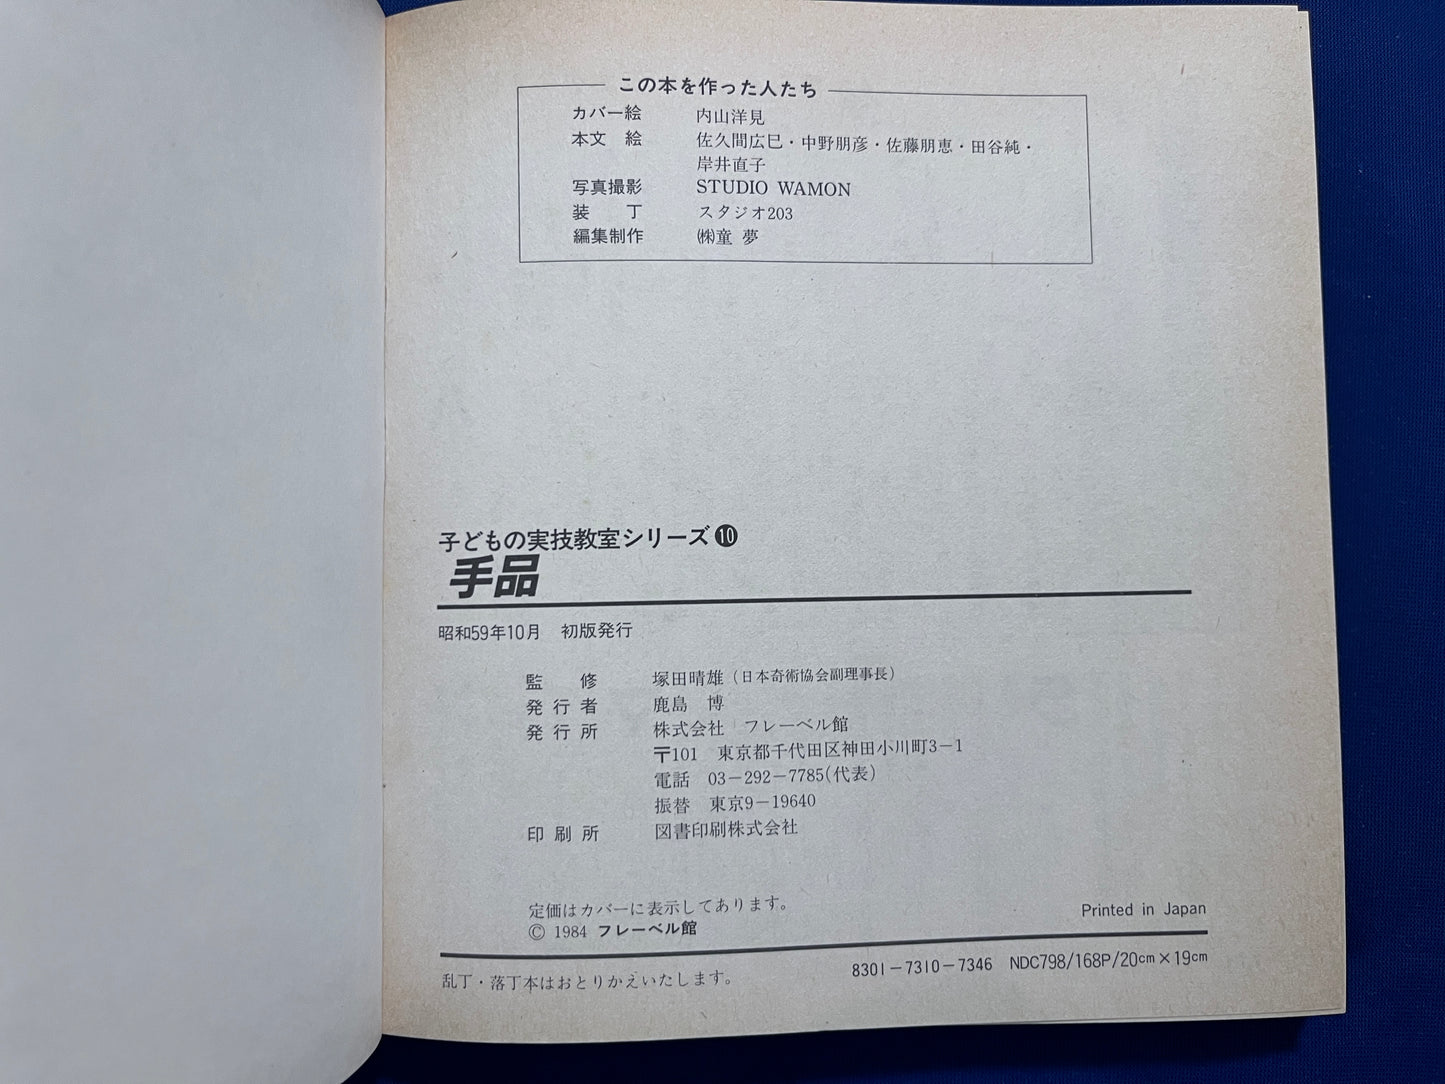 この本を作った人たち
カバー絵　内山洋見
本文　絵　佐久間広巳・中野朋彦・佐藤朋恵・田谷純・
岸井直子
写真撮影　STUDIO WAMON
装　丁　スタジオ203
編集制作　㈱童 夢
子どもの実技教室シリーズ❿
手品
昭和59年10月　初版発行
監　修　塚田晴雄（日本奇術協会副理事長）
発行者　鹿島　博
発行所　株式会社　フレーベル館
〒101　東京都千代田区神田小川町3－1
電話　03－292－7785（代表）
振替　東京9－19640
印刷所　図書印刷株式会社
定価はカバーに表示してあります。
© 1984 フレーベル館
Printed in Japan
乱丁・落丁本はおとりかえいたします。
8301－7310－7346　NDC798/168P/20cm×19cm